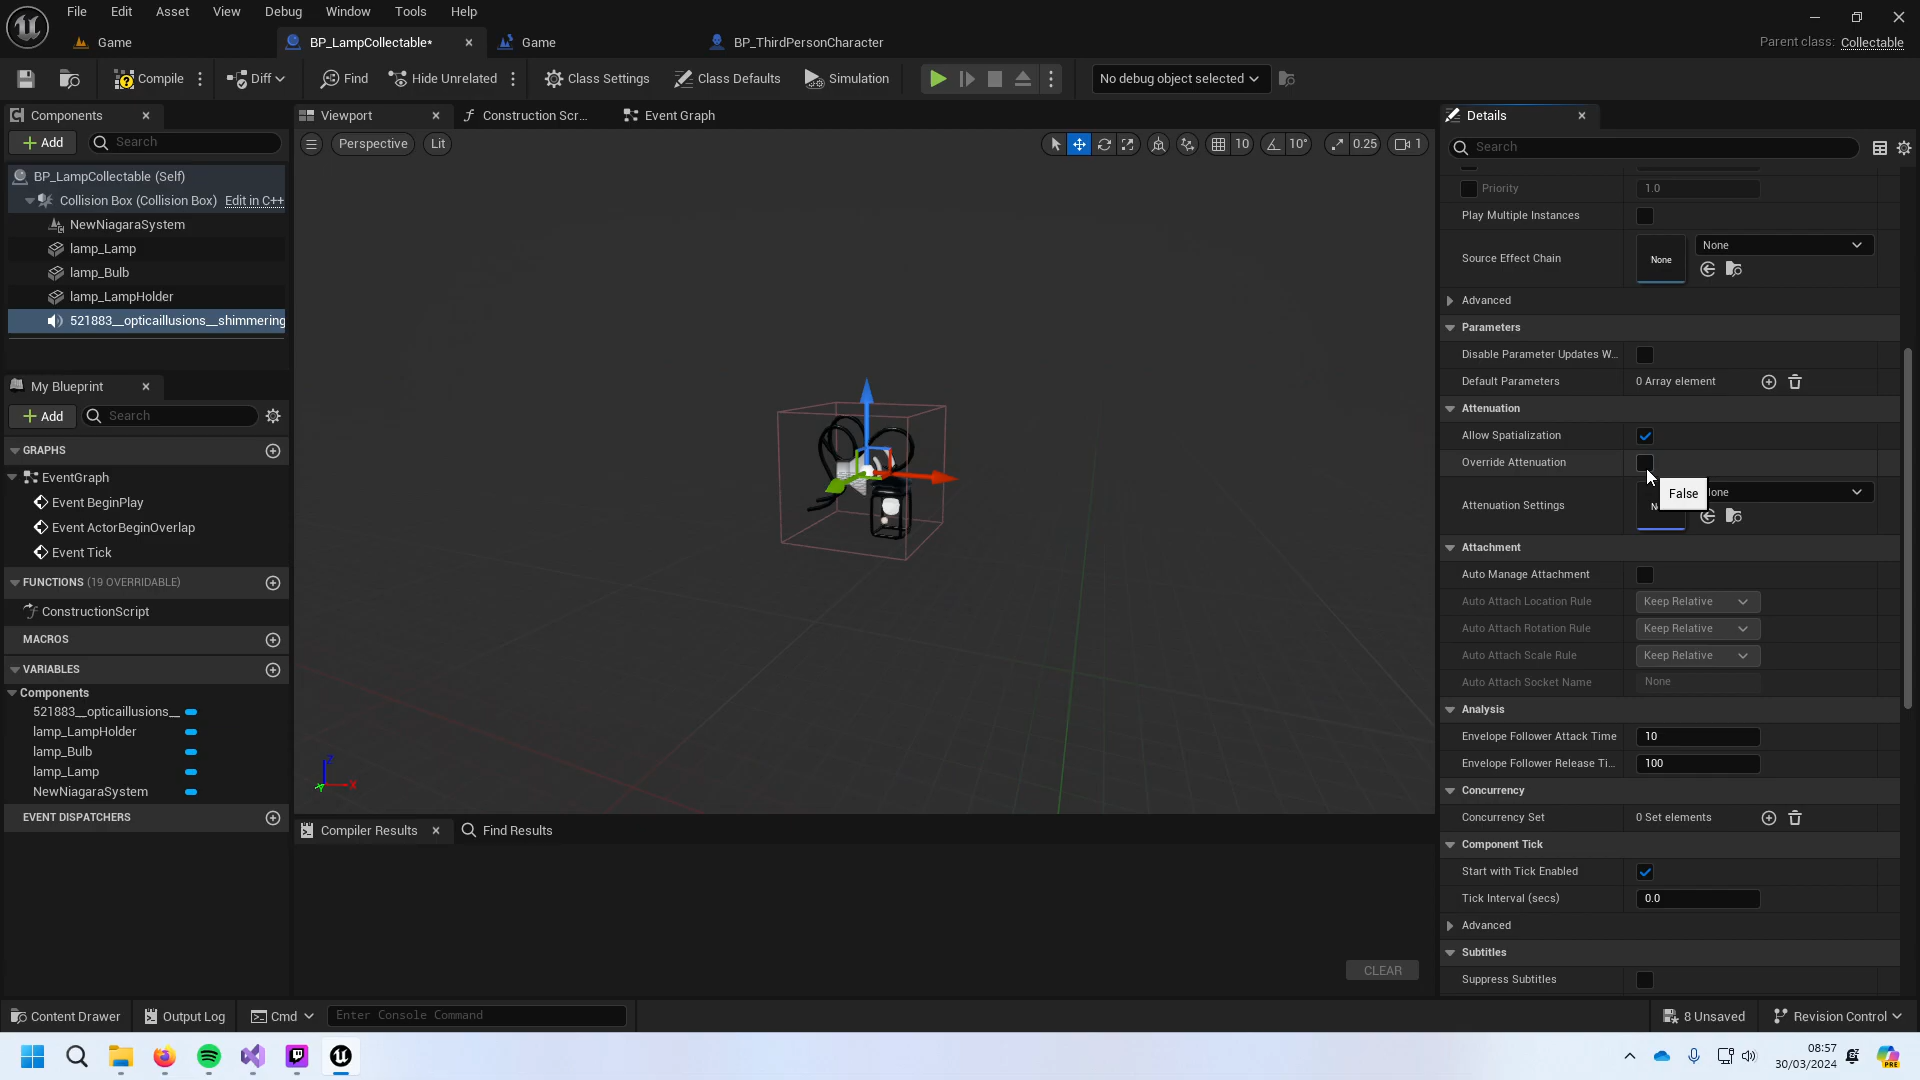 File Edit Asset View Debug Window Tools Help
Game BP_LampCollectable* Game BP_ThirdPersonCharacter
Parent class: Collectable
Compile Diff Find Hide Unrelated Class Settings Class Defaults Simulation No debug object selected
Components
Add Search
BP_LampCollectable (Self)
Collision Box (Collision Box) Edit in C++
NewNiagaraSystem
lamp_Lamp
lamp_Bulb
lamp_LampHolder
521883__opticaillusions__shimmering
My Blueprint
Add Search
GRAPHS
EventGraph
Event BeginPlay
Event ActorBeginOverlap
Event Tick
FUNCTIONS (19 OVERRIDABLE)
ConstructionScript
MACROS
VARIABLES
Components
521883__opticaillusions__
lamp_LampHolder
lamp_Bulb
lamp_Lamp
NewNiagaraSystem
EVENT DISPATCHERS
Viewport Construction Scr... Event Graph
Perspective Lit 10 10° 0.25 1
Z
X
Y
Compiler Results Find Results
CLEAR
Details
Search
Priority 1.0
Play Multiple Instances
Source Effect Chain None None
Advanced
Parameters
Disable Parameter Updates W...
Default Parameters 0 Array element
Attenuation
Allow Spatialization
Override Attenuation
False
Attenuation Settings
Attachment
Auto Manage Attachment
Auto Attach Location Rule Keep Relative
Auto Attach Rotation Rule Keep Relative
Auto Attach Scale Rule Keep Relative
Auto Attach Socket Name None
Analysis
Envelope Follower Attack Time 10
Envelope Follower Release Ti... 100
Concurrency
Concurrency Set 0 Set elements
Component Tick
Start with Tick Enabled
Tick Interval (secs) 0.0
Advanced
Subtitles
Suppress Subtitles
Content Drawer Output Log Cmd Enter Console Command 8 Unsaved Revision Control
08:57
30/03/2024
PRE